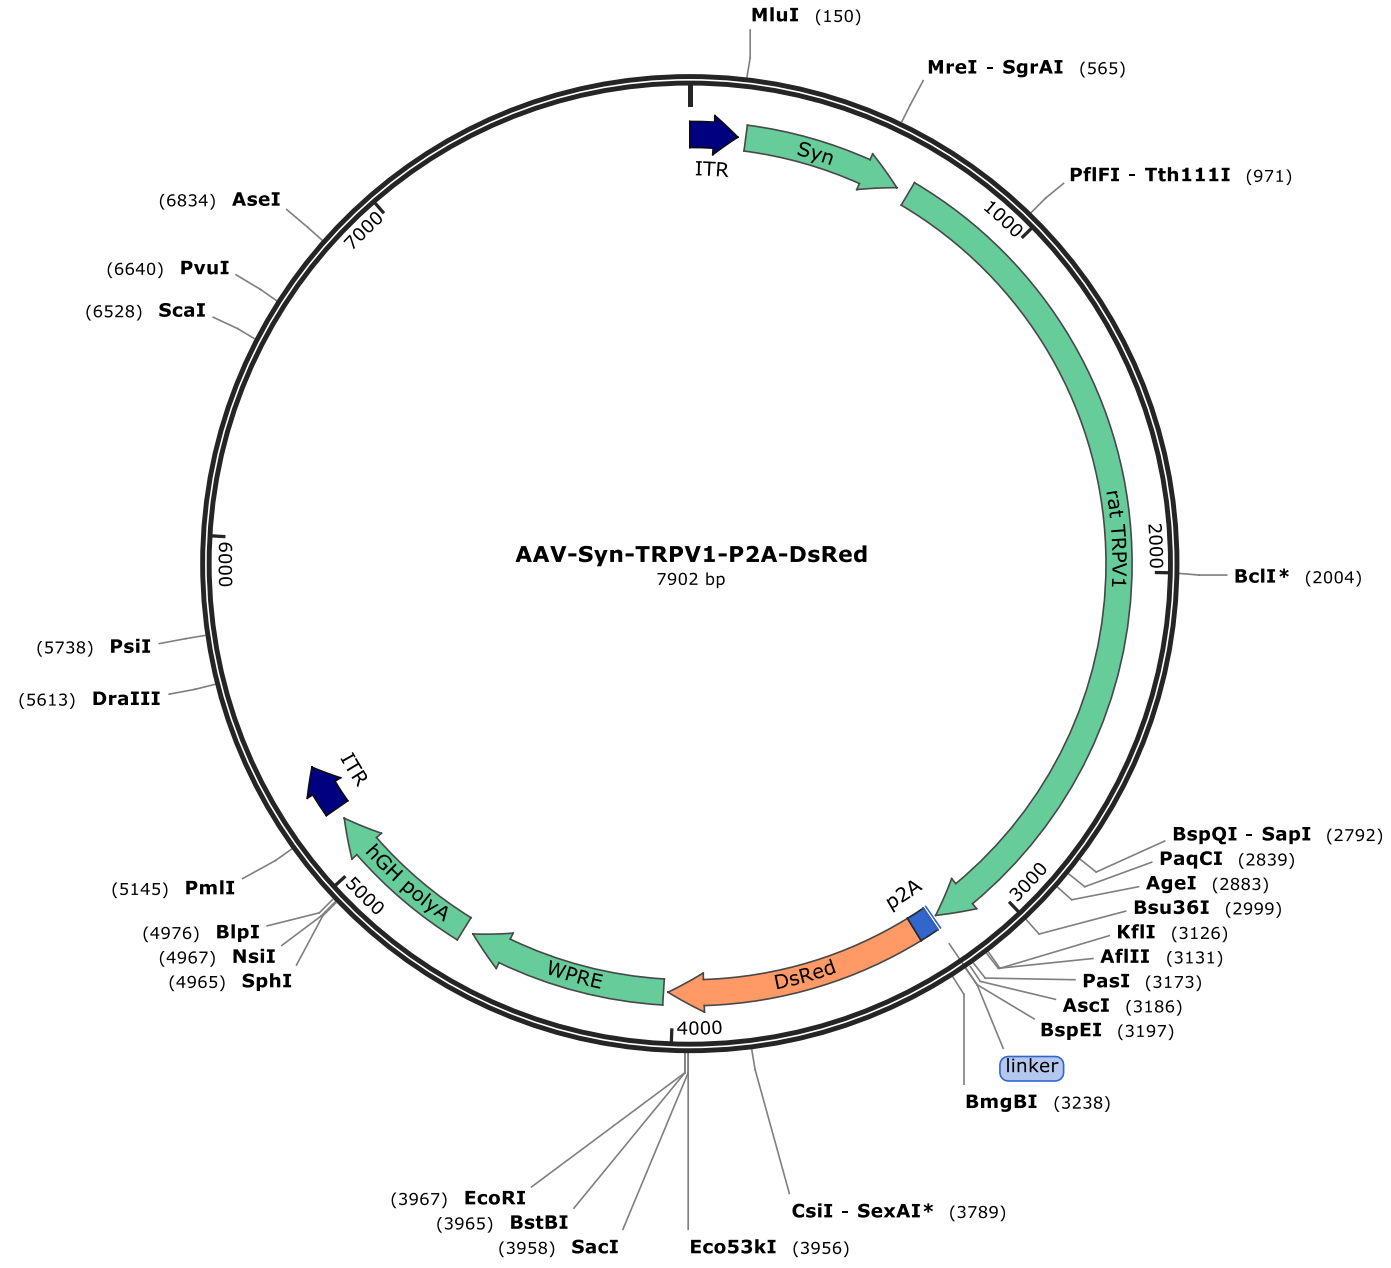 MluI (150)
MreI - SgrAI (565)
PflFI - Tth111I (971)
ITR
Syn
1000
(6834) AseI
7000
(6640) PvuI
(6528) ScaI
rat TRPV1
2000
6000
AAV-Syn-TRPV1-P2A-DsRed
7902 bp
BclI* (2004)
(5738) PsiI
(5613) DraIII
ITR
BspQI - SapI (2792)
PaqCI (2839)
hGH polyA
3000
AgeI (2883)
(5145) PmlI
5000
p2A
Bsu36I (2999)
(4976) BlpI
KflI (3126)
(4967) NsiI
AflII (3131)
(4965) SphI
WPRE
DsRed
PasI (3173)
AscI (3186)
4000
BspEI (3197)
linker
BmgBI (3238)
(3967) EcoRI
CsiI - SexAI* (3789)
(3965) BstBI
(3958) SacI
Eco53kI (3956)